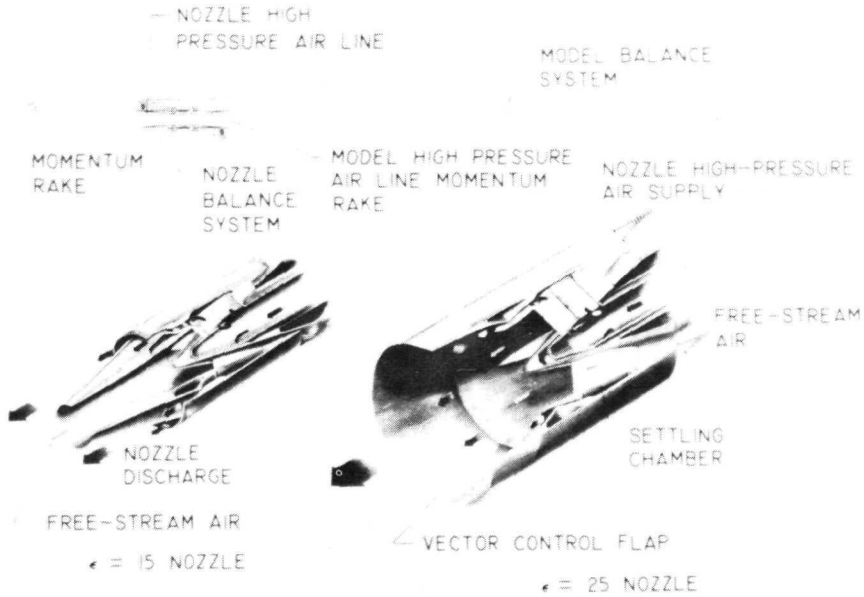 NOZZLE HIGH
PRESSURE AIR LINE
MODEL BALANCE
SYSTEM
MOMENTUM
RAKE
NOZZLE
BALANCE
SYSTEM
MODEL HIGH PRESSURE
AIR LINE MOMENTUM
RAKE
NOZZLE HIGH-PRESSURE
AIR SUPPLY
FREE-STREAM
AIR
NOZZLE
DISCHARGE
SETTLING
CHAMBER
FREE-STREAM AIR
VECTOR CONTROL FLAP
ϵ = 15 NOZZLE
ϵ = 25 NOZZLE